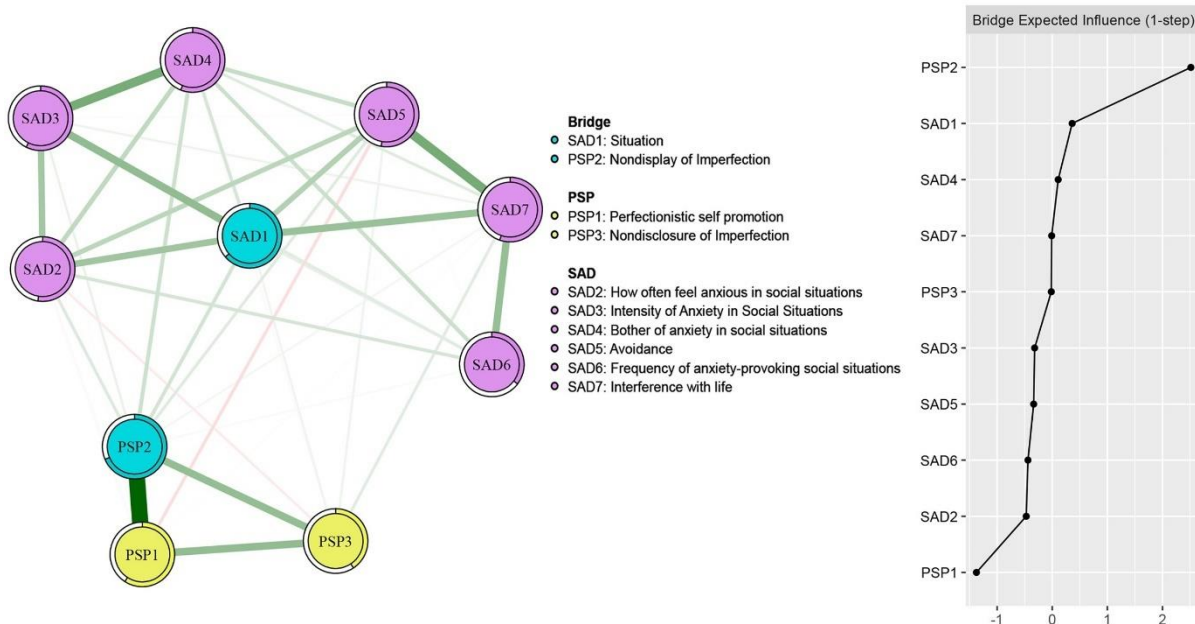 SAD4
SAD3
SAD5
SAD7
SAD1
SAD2
SAD6
PSP2
PSP3
PSP1
Bridge
SAD1: Situation
PSP2: Nondisplay of Imperfection
PSP
PSP1: Perfectionistic self promotion
PSP3: Nondisclosure of Imperfection
SAD
SAD2: How often feel anxious in social situations
SAD3: Intensity of Anxiety in Social Situations
SAD4: Bother of anxiety in social situations
SAD5: Avoidance
SAD6: Frequency of anxiety-provoking social situations
SAD7: Interference with life
Bridge Expected Influence (1-step)
PSP2
SAD1
SAD4
SAD7
PSP3
SAD3
SAD5
SAD6
SAD2
PSP1
-1 0 1 2